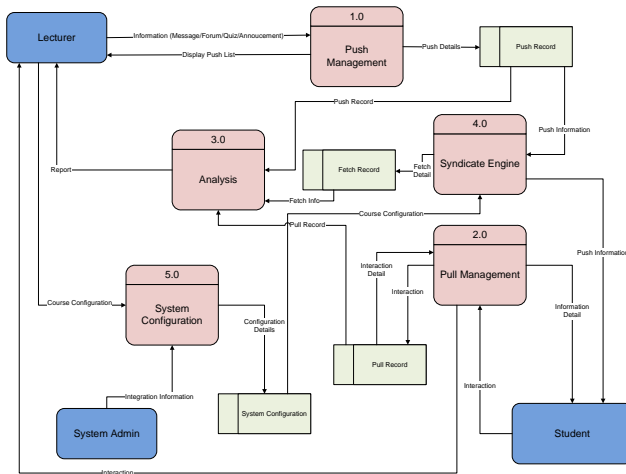 1.0
Lecturer
Information (Message/Forum/Quiz/Annoucement)
Push
Management
Push Details
Push Record
Display Push List
Push Record
3.0
4.0
Push Information
Analysis
Fetch Record
Fetch
Detail
Syndicate Engine
Report
Fetch Info
Course Configuration
Pull Record
2.0
Push Information
5.0
Interaction
Detail
Pull Management
Course Configuration
System
Configuration
Configuration
Details
Interaction
Information
Detail
Pull Record
Interaction
Integration Information
System Configuration
System Admin
Student
Interaction